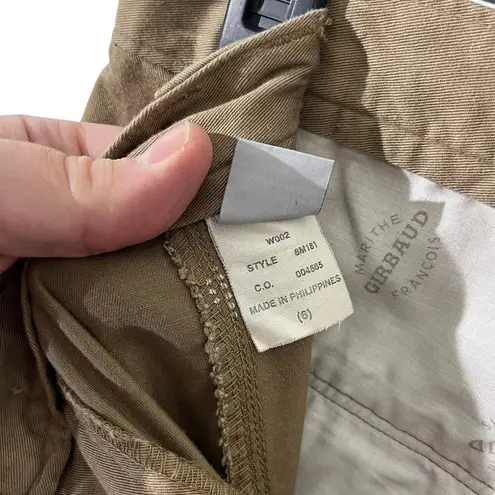 W002
STYLE 8M181
C.O. 004565
MADE IN PHILIPPINES
(6)
MARITHE
GIRBAUD
FRANCOIS